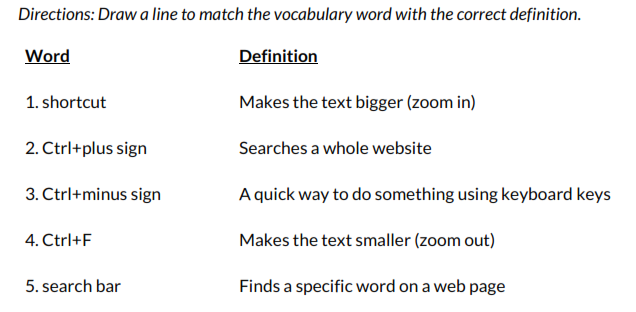 Directions: Draw a line to match the vocabulary word with the correct definition.
Word Definition
1. shortcut Makes the text bigger (zoom in)
2. Ctrl+plus sign Searches a whole website
3. Ctrl+minus sign A quick way to do something using keyboard keys
4. Ctrl+F Makes the text smaller (zoom out)
5. search bar Finds a specific word on a web page